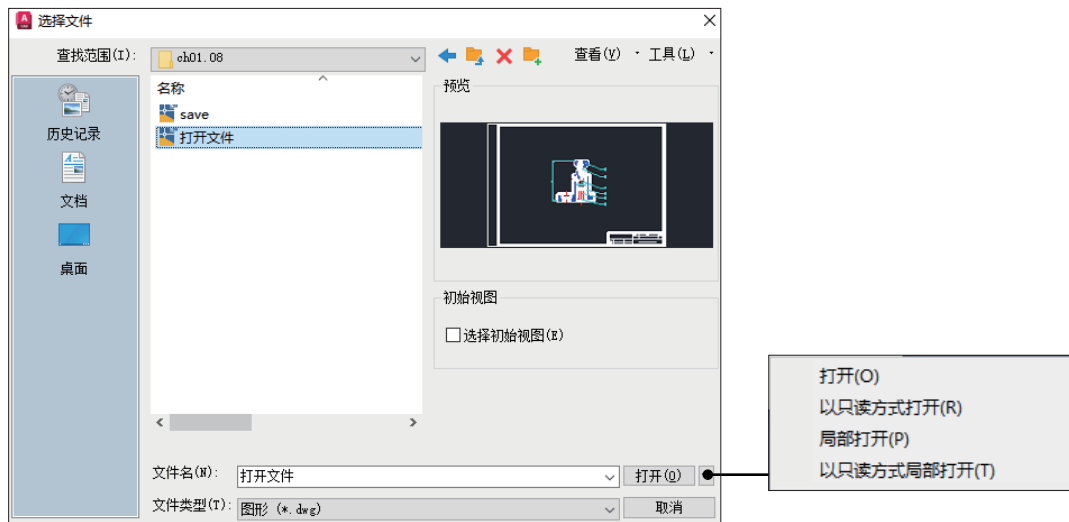 选择文件
查找范围(I):
ch01.08
查看(V)
工具(L)
历史记录
文档
桌面
名称
save
打开文件
预览
初始视图
选择初始视图(E)
文件名(N):
打开文件
打开(O)
文件类型(T):
图形 (*.dwg)
取消
打开(O)
以只读方式打开(R)
局部打开(P)
以只读方式局部打开(T)